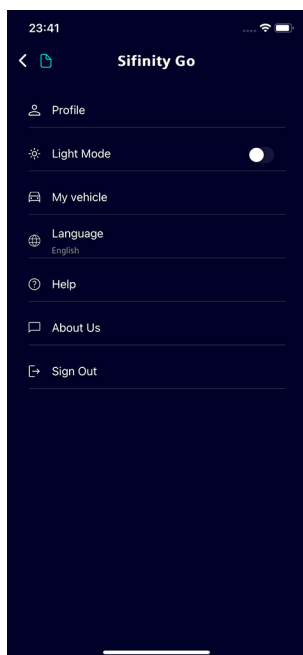 23:41
Sifinity Go
Profile
Light Mode
My vehicle
Language
English
Help
About Us
Sign Out